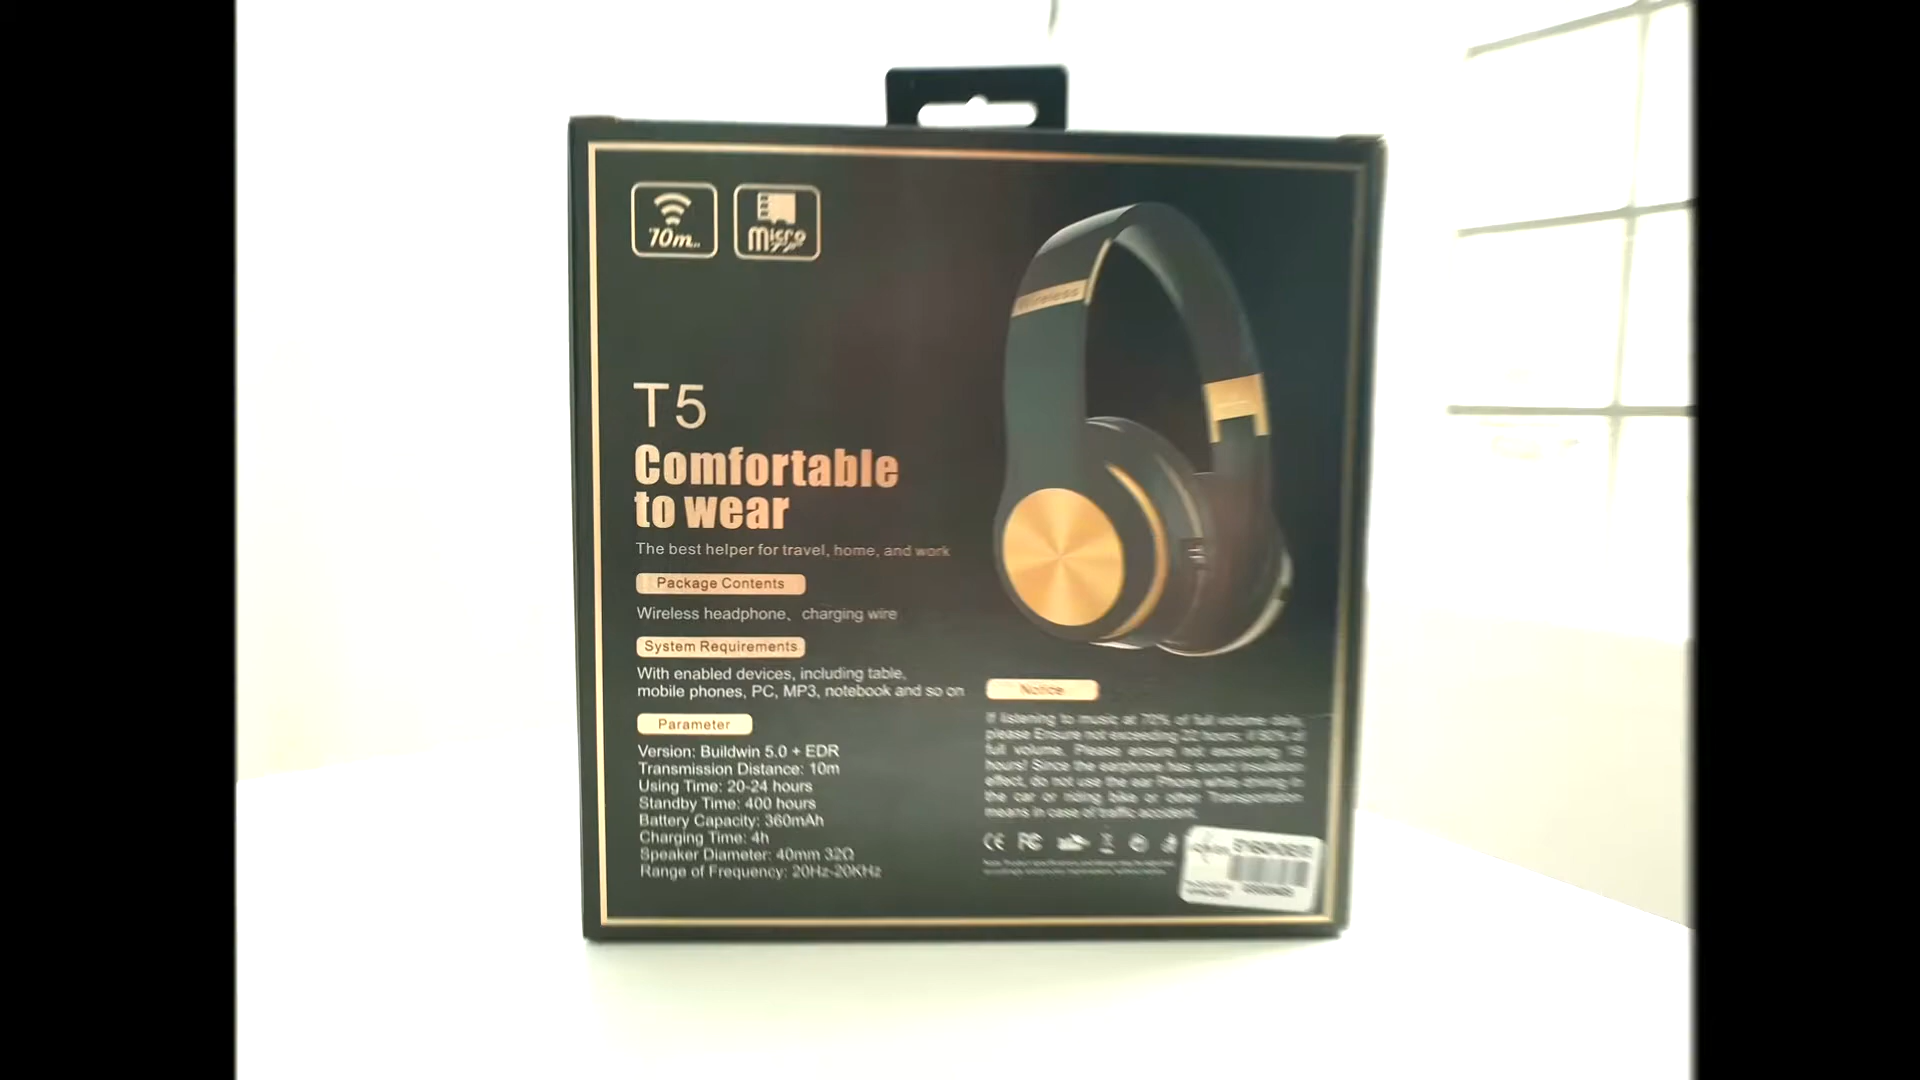 10m
Micro
Wireless
T5
Comfortable
to wear
The best helper for travel, home, and work
Package Contents
Wireless headphone、charging wire
System Requirements
With enabled devices, including table,
mobile phones, PC, MP3, notebook and so on
Parameter
Version: Buildwin 5.0 + EDR
Transmission Distance: 10m
Using Time: 20-24 hours
Standby Time: 400 hours
Battery Capacity: 360mAh
Charging Time: 4h
Speaker Diameter: 40mm 32Ω
Range of Frequency: 20Hz-20KHz
Notice
If listening to music at 70% of full volume daily,
please Ensure not exceeding 22 hours; if 80% of
full volume. Please ensure not exceeding
hours! Since the earphone has sound insulation
effect, do not use the ear Phone while driving in
the car or riding bike or other Transportation
means in case of traffic accident.
CE FC